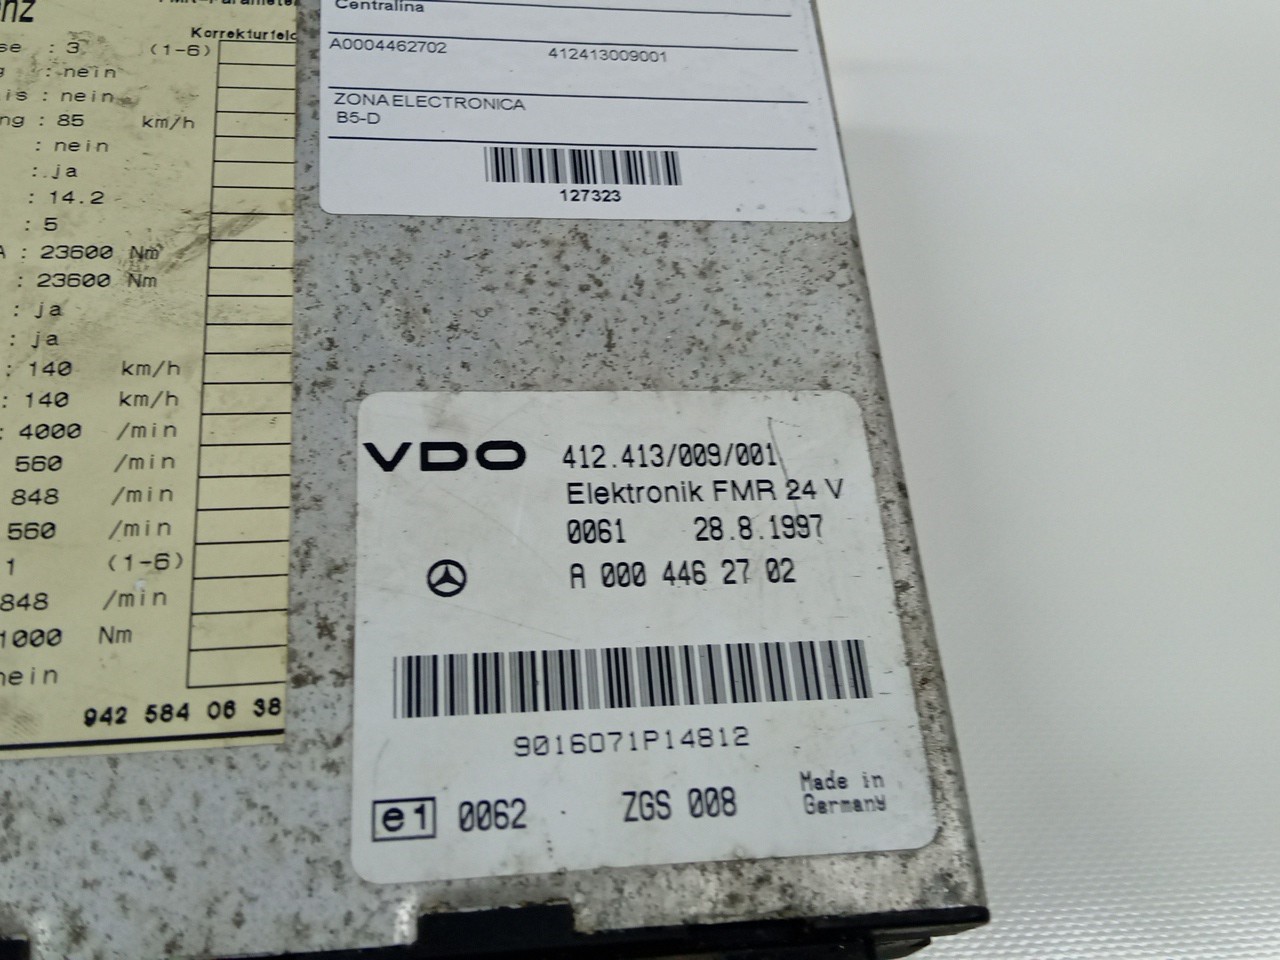 Korrekturfeld
: 3 (1-6)
: nein
is : nein
ng : 85 km/h
: nein
: ja
: 14.2
: 5
A : 23600 Nm
: 23600 Nm
: ja
: ja
: 140 km/h
: 140 km/h
: 4000 /min
560 /min
848 /min
560 /min
1 (1-6)
848 /min
1000 Nm
nein
942 584 06 38
Centralina
A0004462702 412413009001
ZONA ELECTRONICA
B5-D
127323
VDO 412.413/009/001
Elektronik FMR 24 V
0061 28.8.1997
A 000 446 27 02
9016071P14812
e1 0062 ZGS 008 Made in
Germany